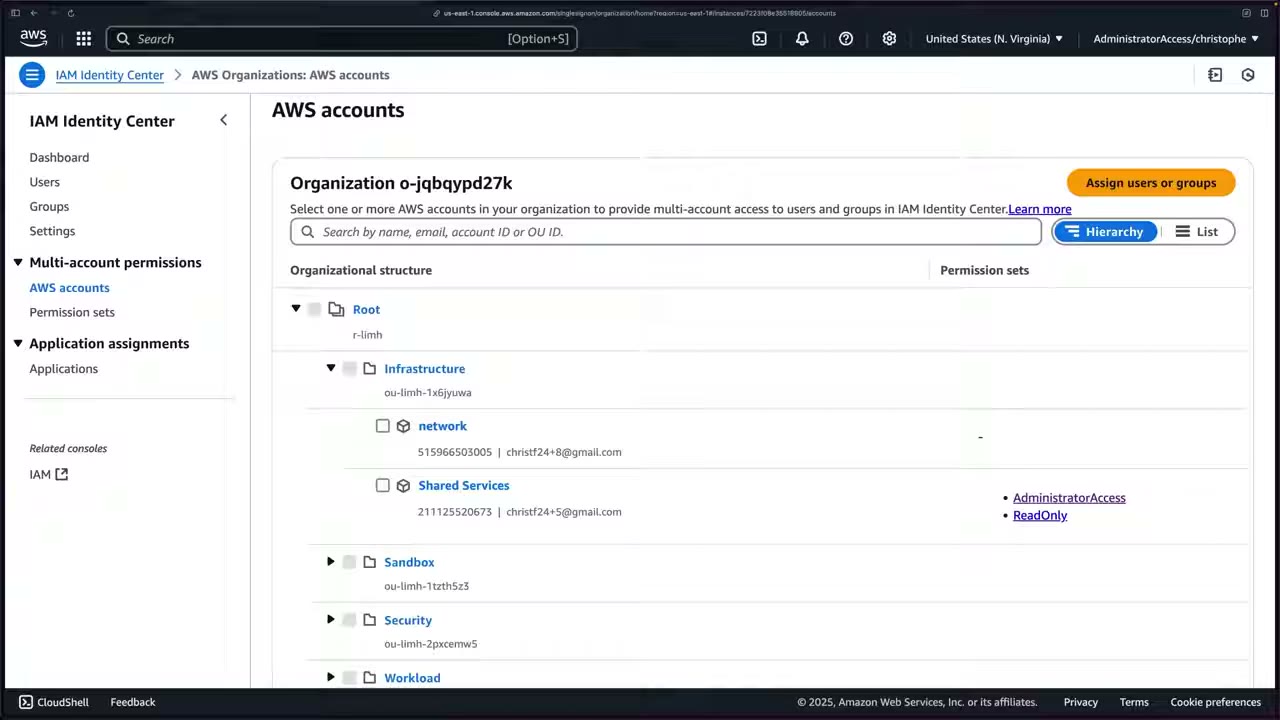 us-east-1.console.aws.amazon.com/singlesignon/organization/home?region=us-east-1#/instances/7223f08e35518805/accounts
aws
Search
[Option+S]
United States (N. Virginia)
AdministratorAccess/christophe
IAM Identity Center
AWS Organizations: AWS accounts
IAM Identity Center
Dashboard
Users
Groups
Settings
Multi-account permissions
AWS accounts
Permission sets
Application assignments
Applications
Related consoles
IAM
AWS accounts
Organization o-jqbqypd27k
Assign users or groups
Select one or more AWS accounts in your organization to provide multi-account access to users and groups in IAM Identity Center.Learn more
Search by name, email, account ID or OU ID.
Hierarchy
List
Organizational structure
Permission sets
Root
r-limh
Infrastructure
ou-limh-1x6jyuwa
network
515966503005 | christf24+8@gmail.com
-
Shared Services
211125520673 | christf24+5@gmail.com
• AdministratorAccess
• ReadOnly
Sandbox
ou-limh-1tzth5z3
Security
ou-limh-2pxcemw5
Workload
CloudShell
Feedback
© 2025, Amazon Web Services, Inc. or its affiliates.
Privacy
Terms
Cookie preferences